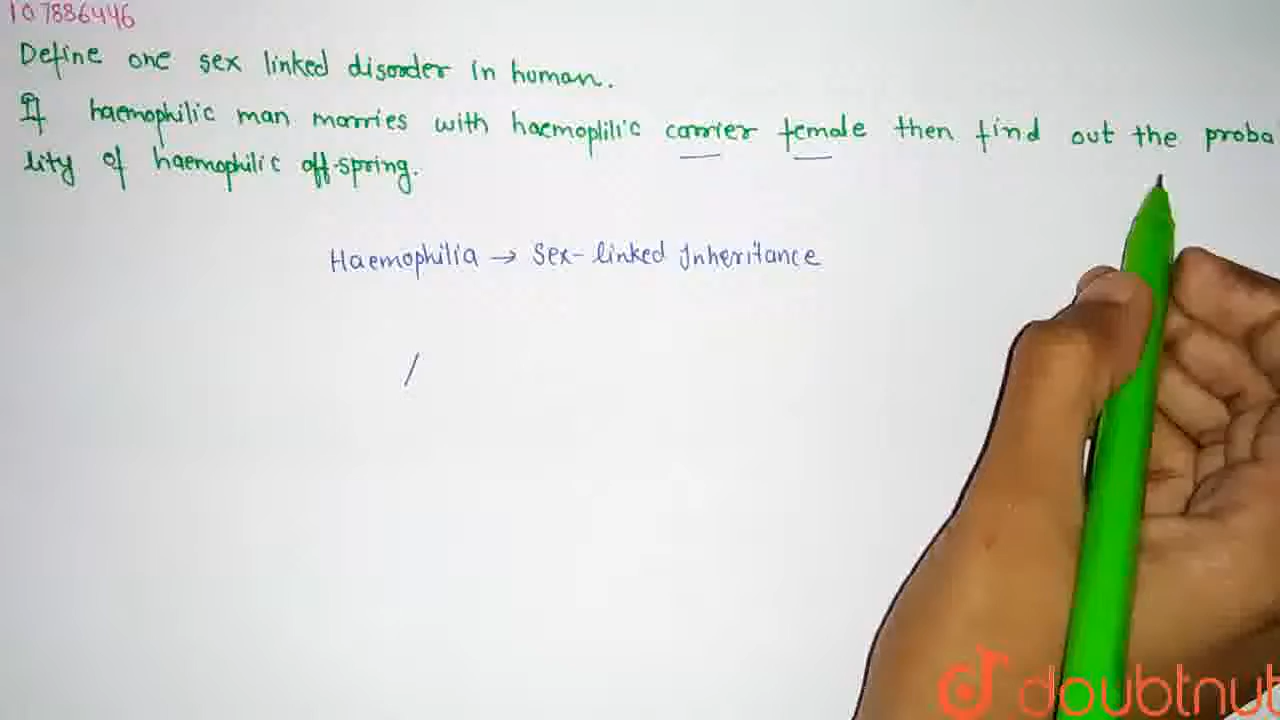 107886446
Define one sex linked disorder in human.
If haemophilic man marries with haemoplilic carrier female then find out the proba
lity of haemophilic off-spring.
Haemophilia → Sex-linked Inheritance
doubtnut